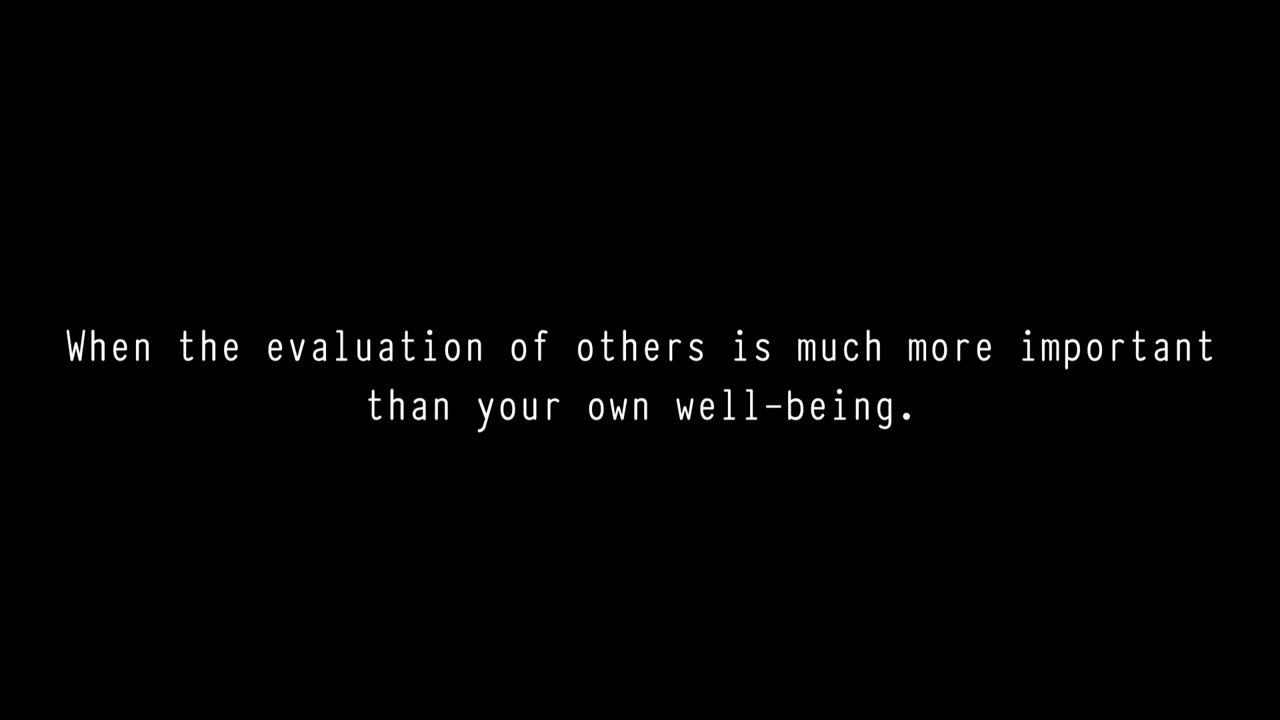 When the evaluation of others is much more important
than your own well-being.